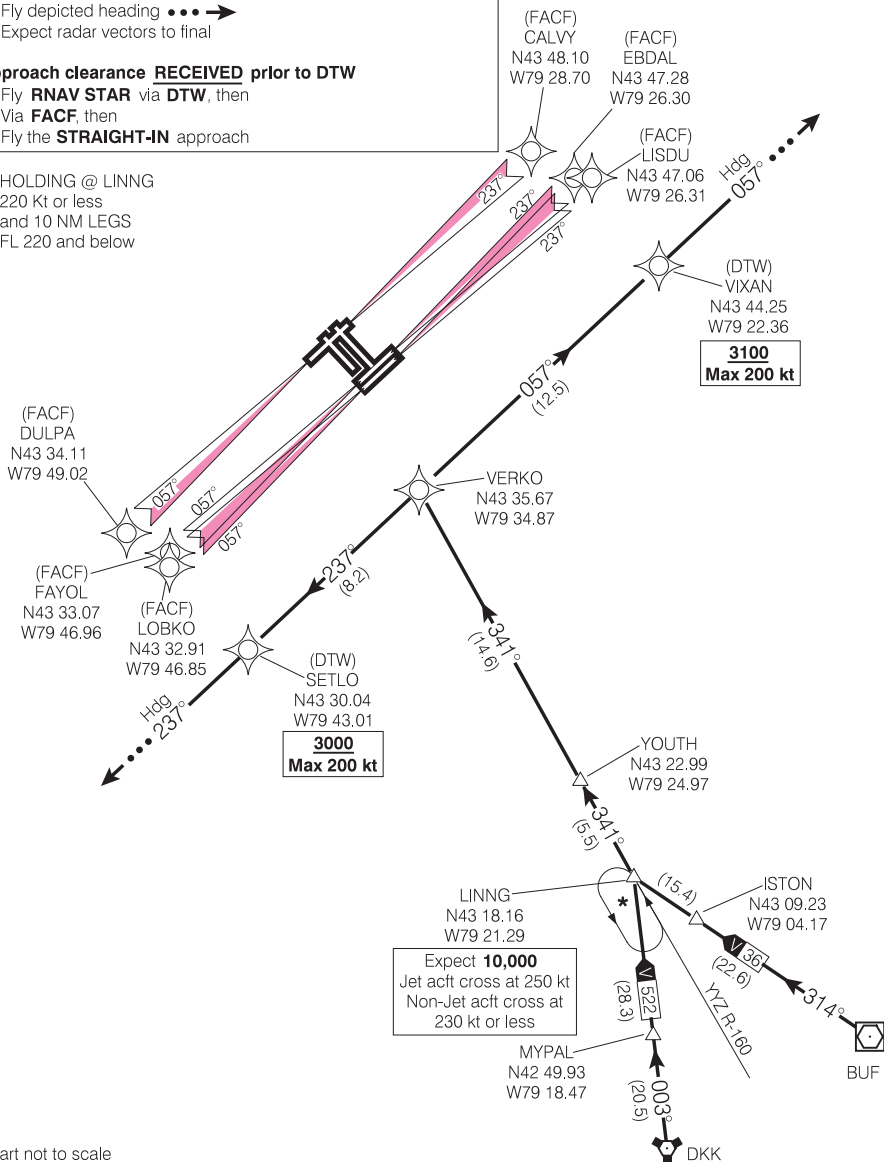 Fly depicted heading
Expect radar vectors to final
proach clearance RECEIVED prior to DTW
Fly RNAV STAR via DTW, then
Via FACF, then
Fly the STRAIGHT-IN approach
HOLDING @ LINNG
220 Kt or less
and 10 NM LEGS
FL 220 and below
(FACF)
CALVY
N43 48.10
W79 28.70
(FACF)
EBDAL
N43 47.28
W79 26.30
(FACF)
LISDU
N43 47.06
W79 26.31
Hdg
057°
237°
237°
237°
(DTW)
VIXAN
N43 44.25
W79 22.36
3100
Max 200 kt
057°
(12.5)
(FACF)
DULPA
N43 34.11
W79 49.02
057°
057°
057°
VERKO
N43 35.67
W79 34.87
237°
(8.2)
(FACF)
FAYOL
N43 33.07
W79 46.96
(FACF)
LOBKO
N43 32.91
W79 46.85
(DTW)
SETLO
N43 30.04
W79 43.01
3000
Max 200 kt
Hdg
237°
341°
(14.6)
YOUTH
N43 22.99
W79 24.97
341°
(5.5)
LINNG
N43 18.16
W79 21.29
Expect 10,000
Jet acft cross at 250 kt
Non-Jet acft cross at
230 kt or less
*
(15.4)
ISTON
N43 09.23
W79 04.17
V 36
(22.6)
314°
BUF
YYZ R-160
V 522
(28.3)
MYPAL
N42 49.93
W79 18.47
003°
(20.5)
DKK
art not to scale